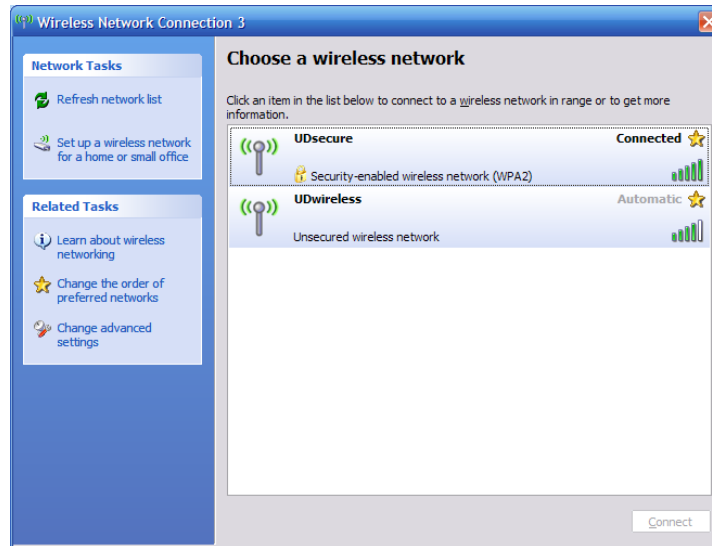 Wireless Network Connection 3
Network Tasks
Refresh network list
Set up a wireless network
for a home or small office
Related Tasks
Learn about wireless
networking
Change the order of
preferred networks
Change advanced
settings
Choose a wireless network
Click an item in the list below to connect to a wireless network in range or to get more
information.
UDsecure Connected
Security-enabled wireless network (WPA2)
UDwireless Automatic
Unsecured wireless network
Connect